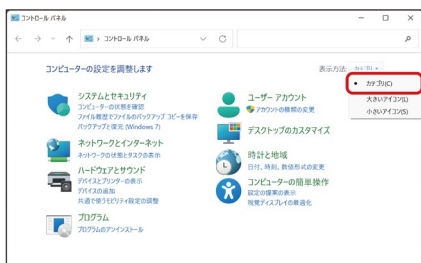 コントロール パネル
コントロール パネル
コンピューターの設定を調整します
表示方法: カテゴリ
カテゴリ(C)
大きいアイコン(L)
小さいアイコン(S)
システムとセキュリティ
コンピューターの状態を確認
ファイル履歴でファイルのバックアップ コピーを保存
バックアップと復元 (Windows 7)
ネットワークとインターネット
ネットワークの状態とタスクの表示
ハードウェアとサウンド
デバイスとプリンターの表示
デバイスの追加
共通で使うモビリティ設定の調整
プログラム
プログラムのアンインストール
ユーザー アカウント
アカウントの種類の変更
デスクトップのカスタマイズ
時計と地域
日付、時刻、数値形式の変更
コンピューターの簡単操作
設定の提案の表示
視覚ディスプレイの最適化